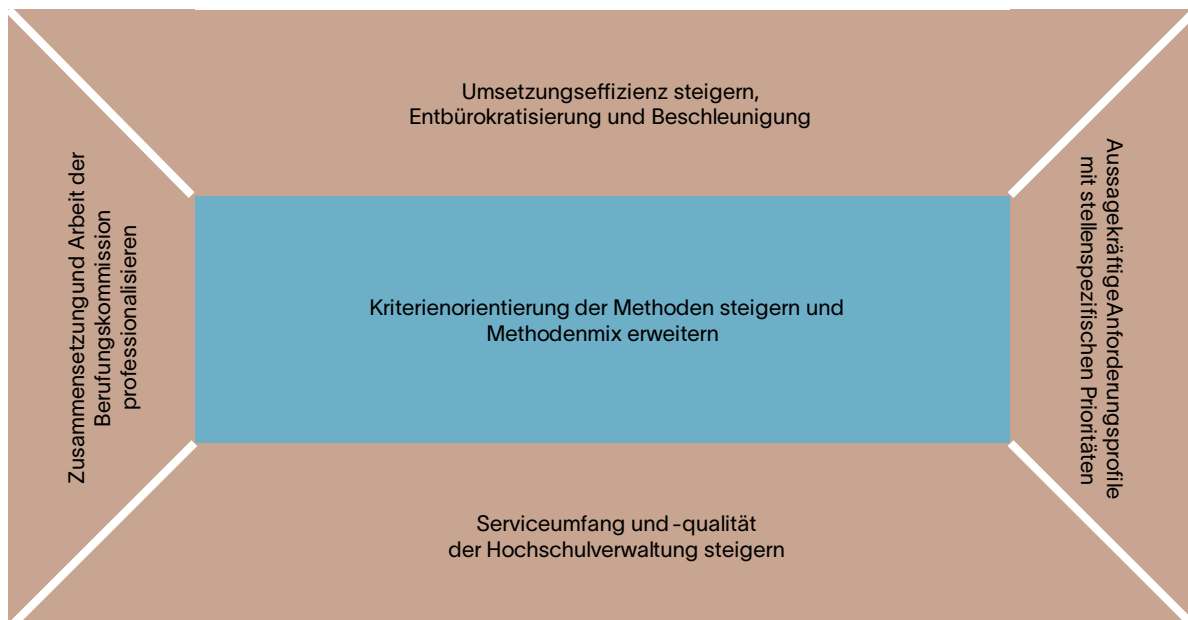 Umsetzungseffizienz steigern,
Entbürokratisierung und Beschleunigung
Zusammensetzungund Arbeit der
Berufungskommission
professionalisieren
Kriterienorientierung der Methoden steigern und
Methodenmix erweitern
AussagekräftigeAnforderungsprofile
mit stellenspezifischen Prioritäten
Serviceumfang und -qualität
der Hochschulverwaltung steigern